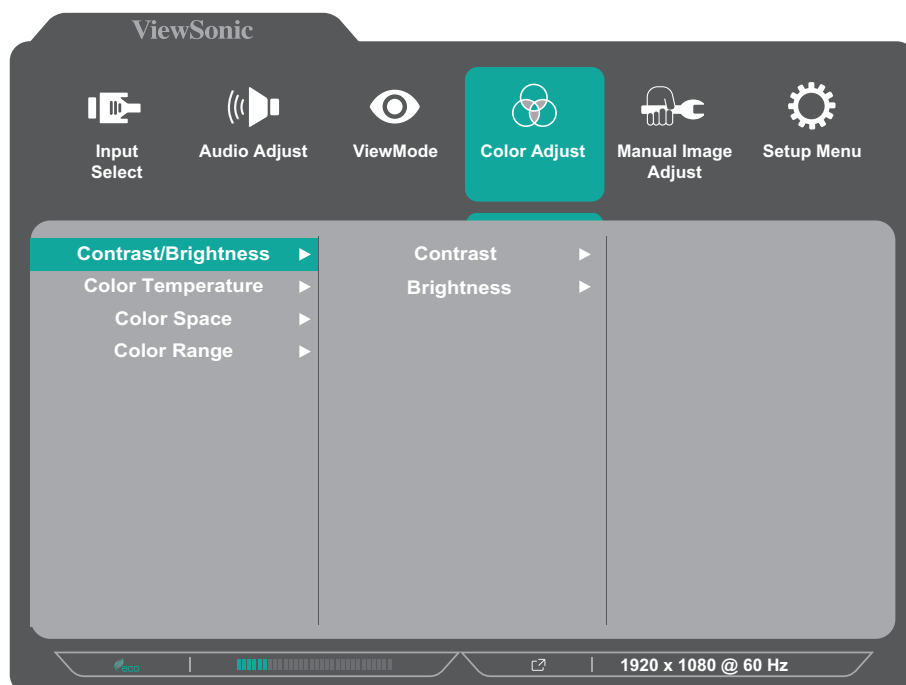 ViewSonic
Input
Select
Audio Adjust
ViewMode
Color Adjust
Manual Image
Adjust
Setup Menu
Contrast/Brightness
Color Temperature
Color Space
Color Range
Contrast
Brightness
eco
1920 x 1080 @ 60 Hz